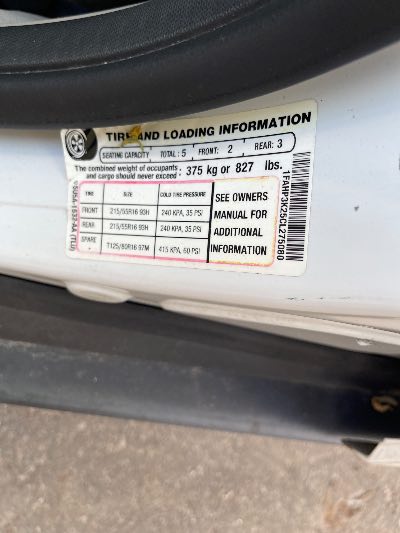 TIRE AND LOADING INFORMATION
SEATING CAPACITY TOTAL: 5 FRONT: 2 REAR: 3
The combined weight of occupants and cargo should never exceed 375 kg or 827 lbs.
TIRE SIZE COLD TIRE PRESSURE
FRONT 215/55R16 93H 240 KPA, 35 PSI
REAR 215/55R16 93H 240 KPA, 35 PSI
SPARE T125/80R16 97M 415 KPA, 60 PSI
SEE OWNERS
MANUAL FOR
ADDITIONAL
INFORMATION
1FAHP3K25CL275080